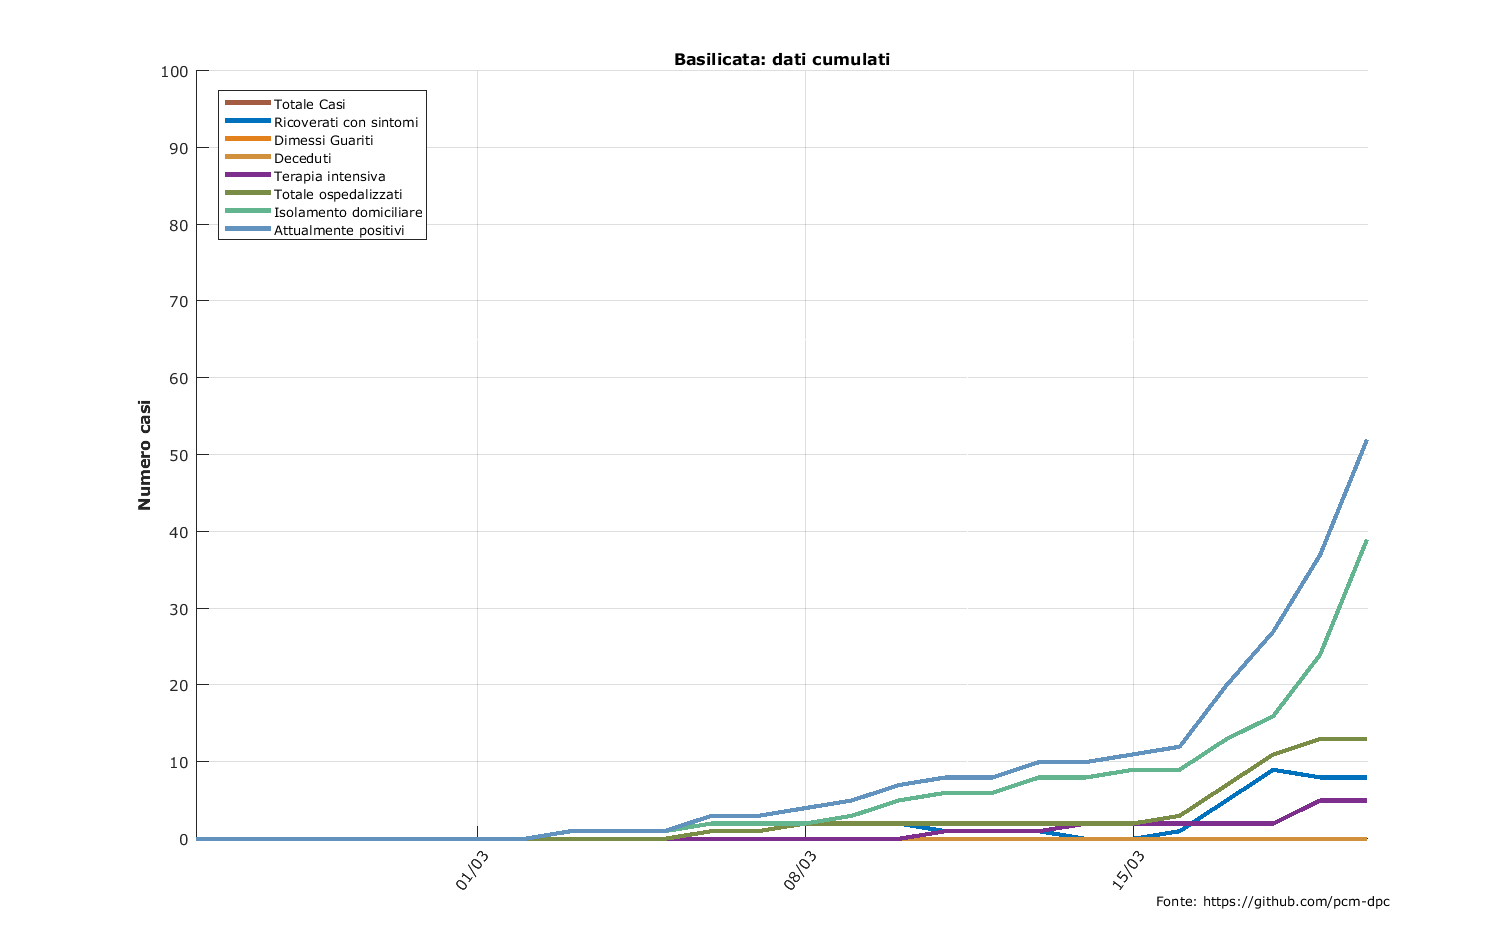 Basilicata: dati cumulati
100
90
80
70
60
50
40
30
20
10
0
Numero casi
Totale Casi
Ricoverati con sintomi
Dimessi Guariti
Deceduti
Terapia intensiva
Totale ospedalizzati
Isolamento domiciliare
Attualmente positivi
01/03
08/03
15/03
Fonte: https://github.com/pcm-dpc